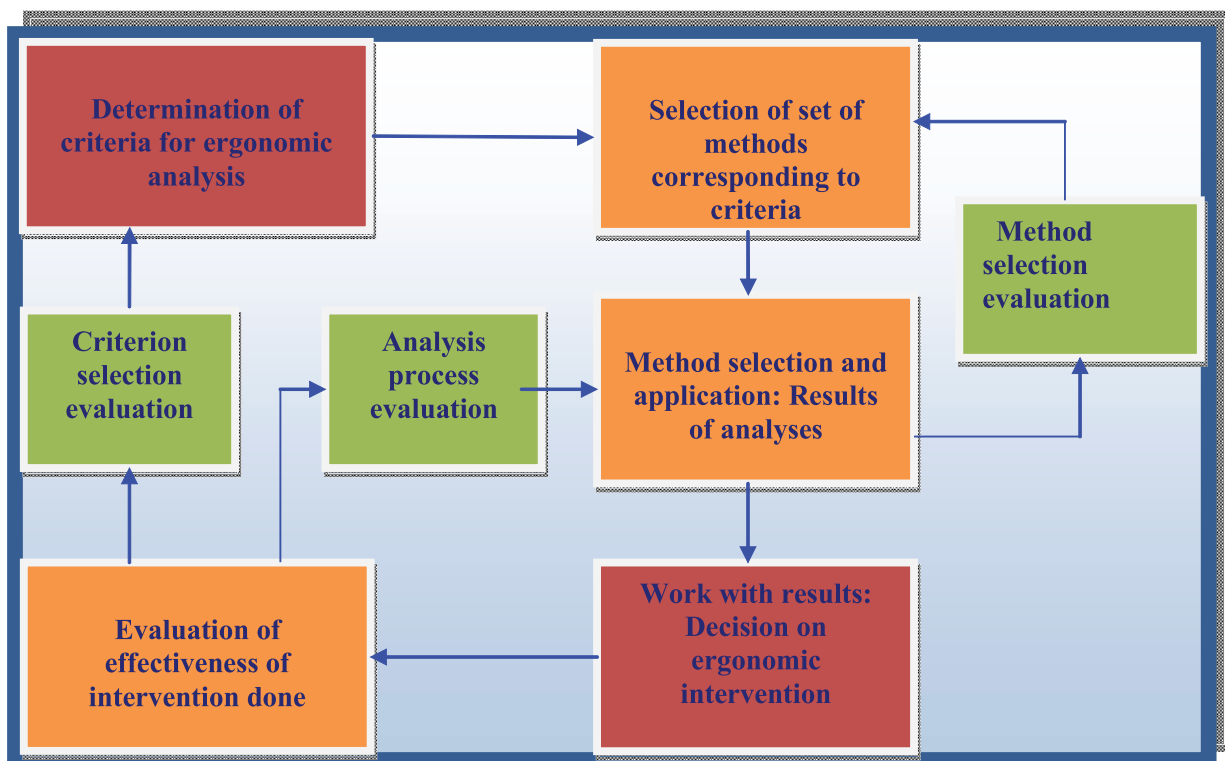 Determination of
criteria for ergonomic
analysis
Selection of set of
methods
corresponding to
criteria
Method
selection
evaluation
Criterion
selection
evaluation
Analysis
process
evaluation
Method selection and
application: Results
of analyses
Evaluation of
effectiveness of
intervention done
Work with results:
Decision on
ergonomic
intervention